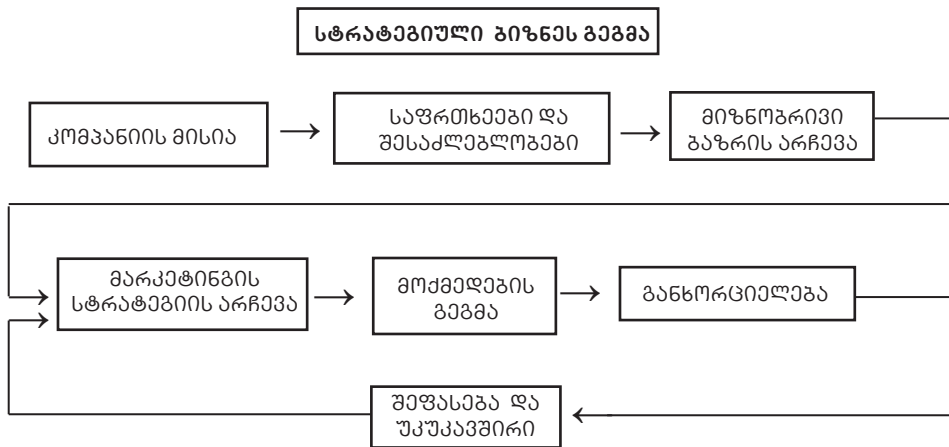 სტრატეგიული ბიზნეს გეგმა
კომპანიის მისია
საფრთხეები და
შესაძლებლობები
მიზნობრივი
ბაზრის არჩევა
მარკეტინგის
სტრატეგიის არჩევა
მოქმედების
გეგმა
განხორციელება
შეფასება და
უკუკავშირი